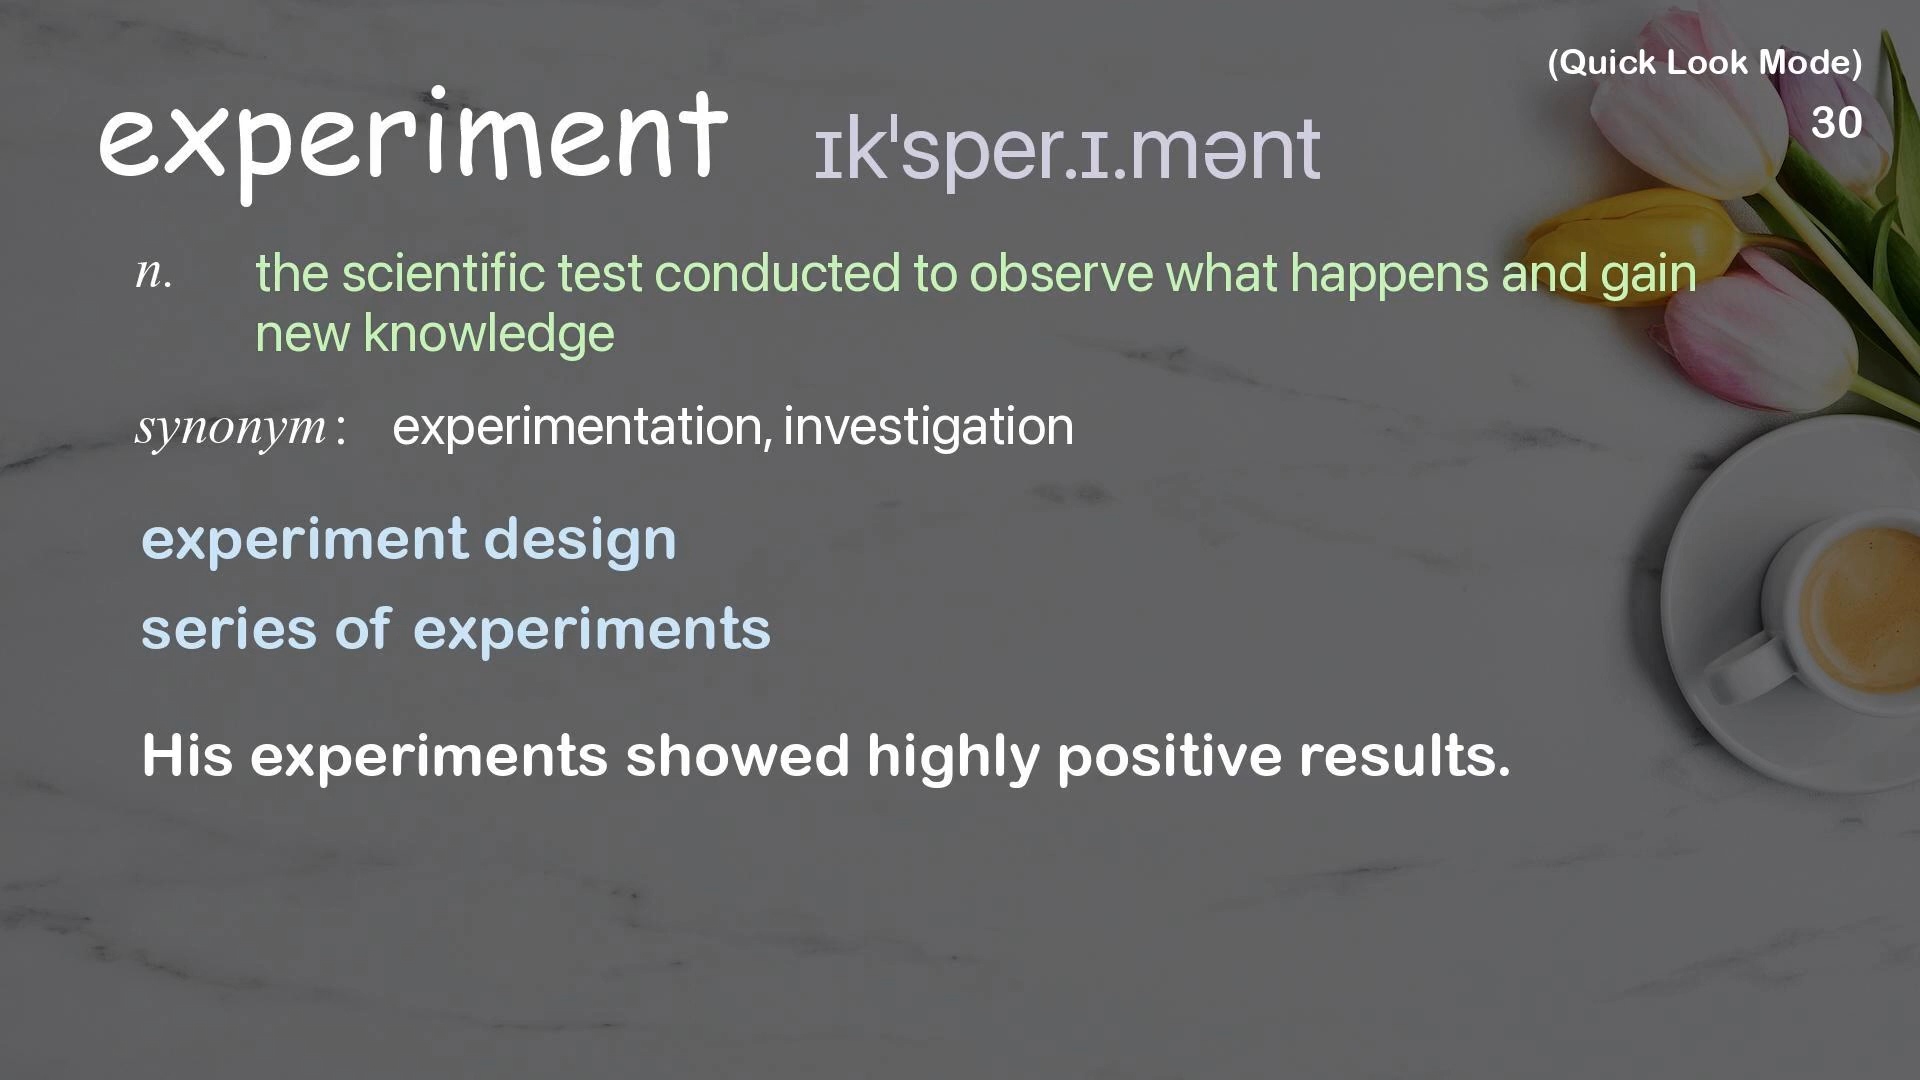 (Quick Look Mode)
30
experiment ɪkˈsper.ɪ.mənt
n. the scientific test conducted to observe what happens and gain
new knowledge
synonym : experimentation, investigation
experiment design
series of experiments
His experiments showed highly positive results.